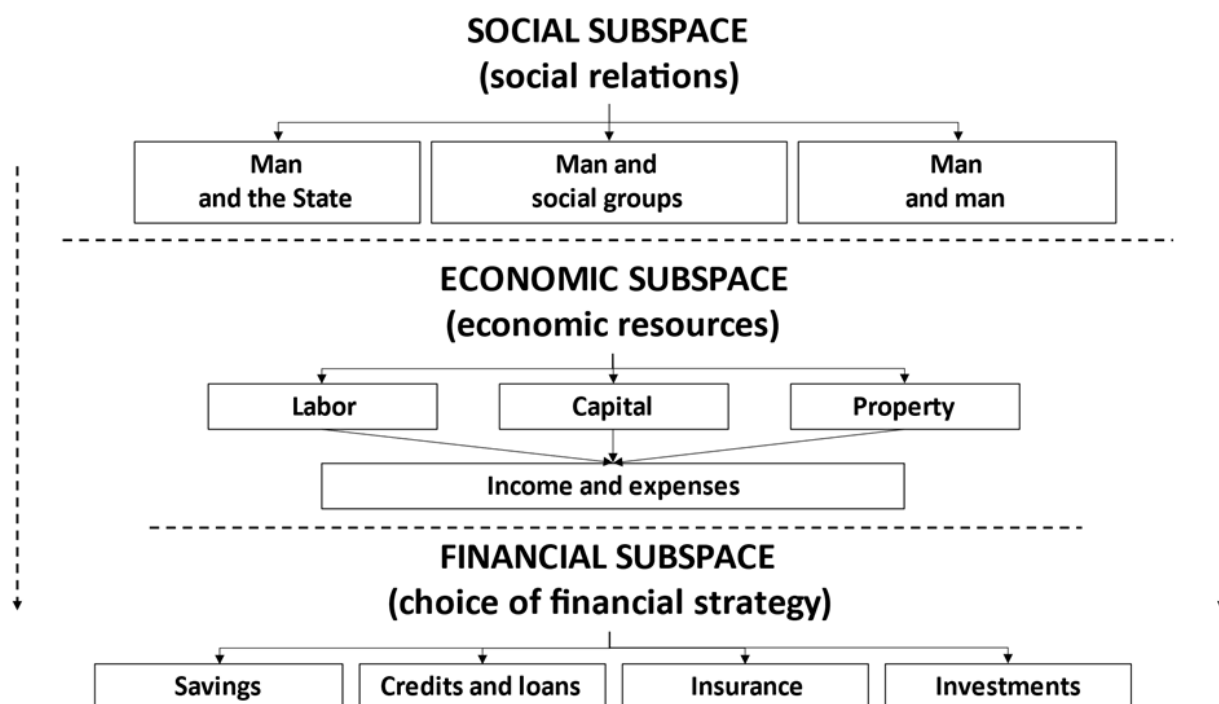 SOCIAL SUBSPACE
(social relations)
Man
and the State
Man and
social groups
Man
and man
ECONOMIC SUBSPACE
(economic resources)
Labor
Capital
Property
Income and expenses
FINANCIAL SUBSPACE
(choice of financial strategy)
Savings
Credits and loans
Insurance
Investments